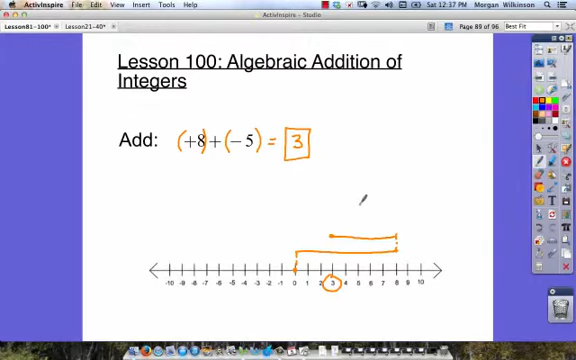 ActivInspire File Edit View Insert Tools Help Sat 12:37 PM Morgan Wilkinson
ActivInspire - Studio
Lesson81-100* Lesson21-40* Page 89 of 96 Best Fit
Lesson 100: Algebraic Addition of
Integers
Add: (+8)+(−5) = 3
-10 -9 -8 -7 -6 -5 -4 -3 -2 -1 0 1 2 3 4 5 6 7 8 9 10